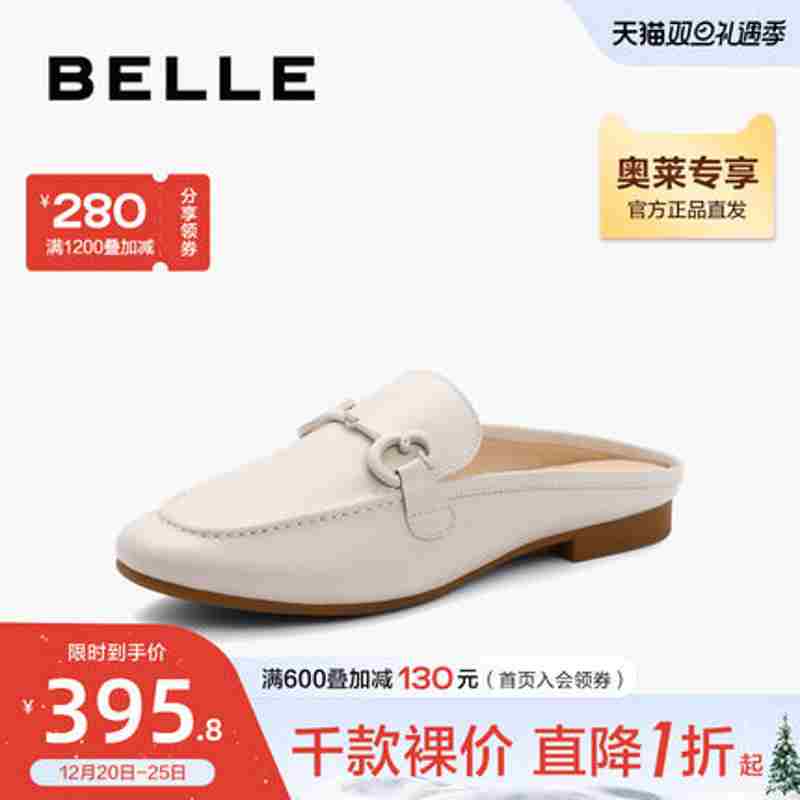 天猫双旦礼遇季
BELLE
奥莱专享
官方正品直发
¥280
满1200叠加减
分享领券
限时到手价
¥395.8
12月20日-25日
满600叠加减130元（首页入会领券）
千款裸价 直降1折起